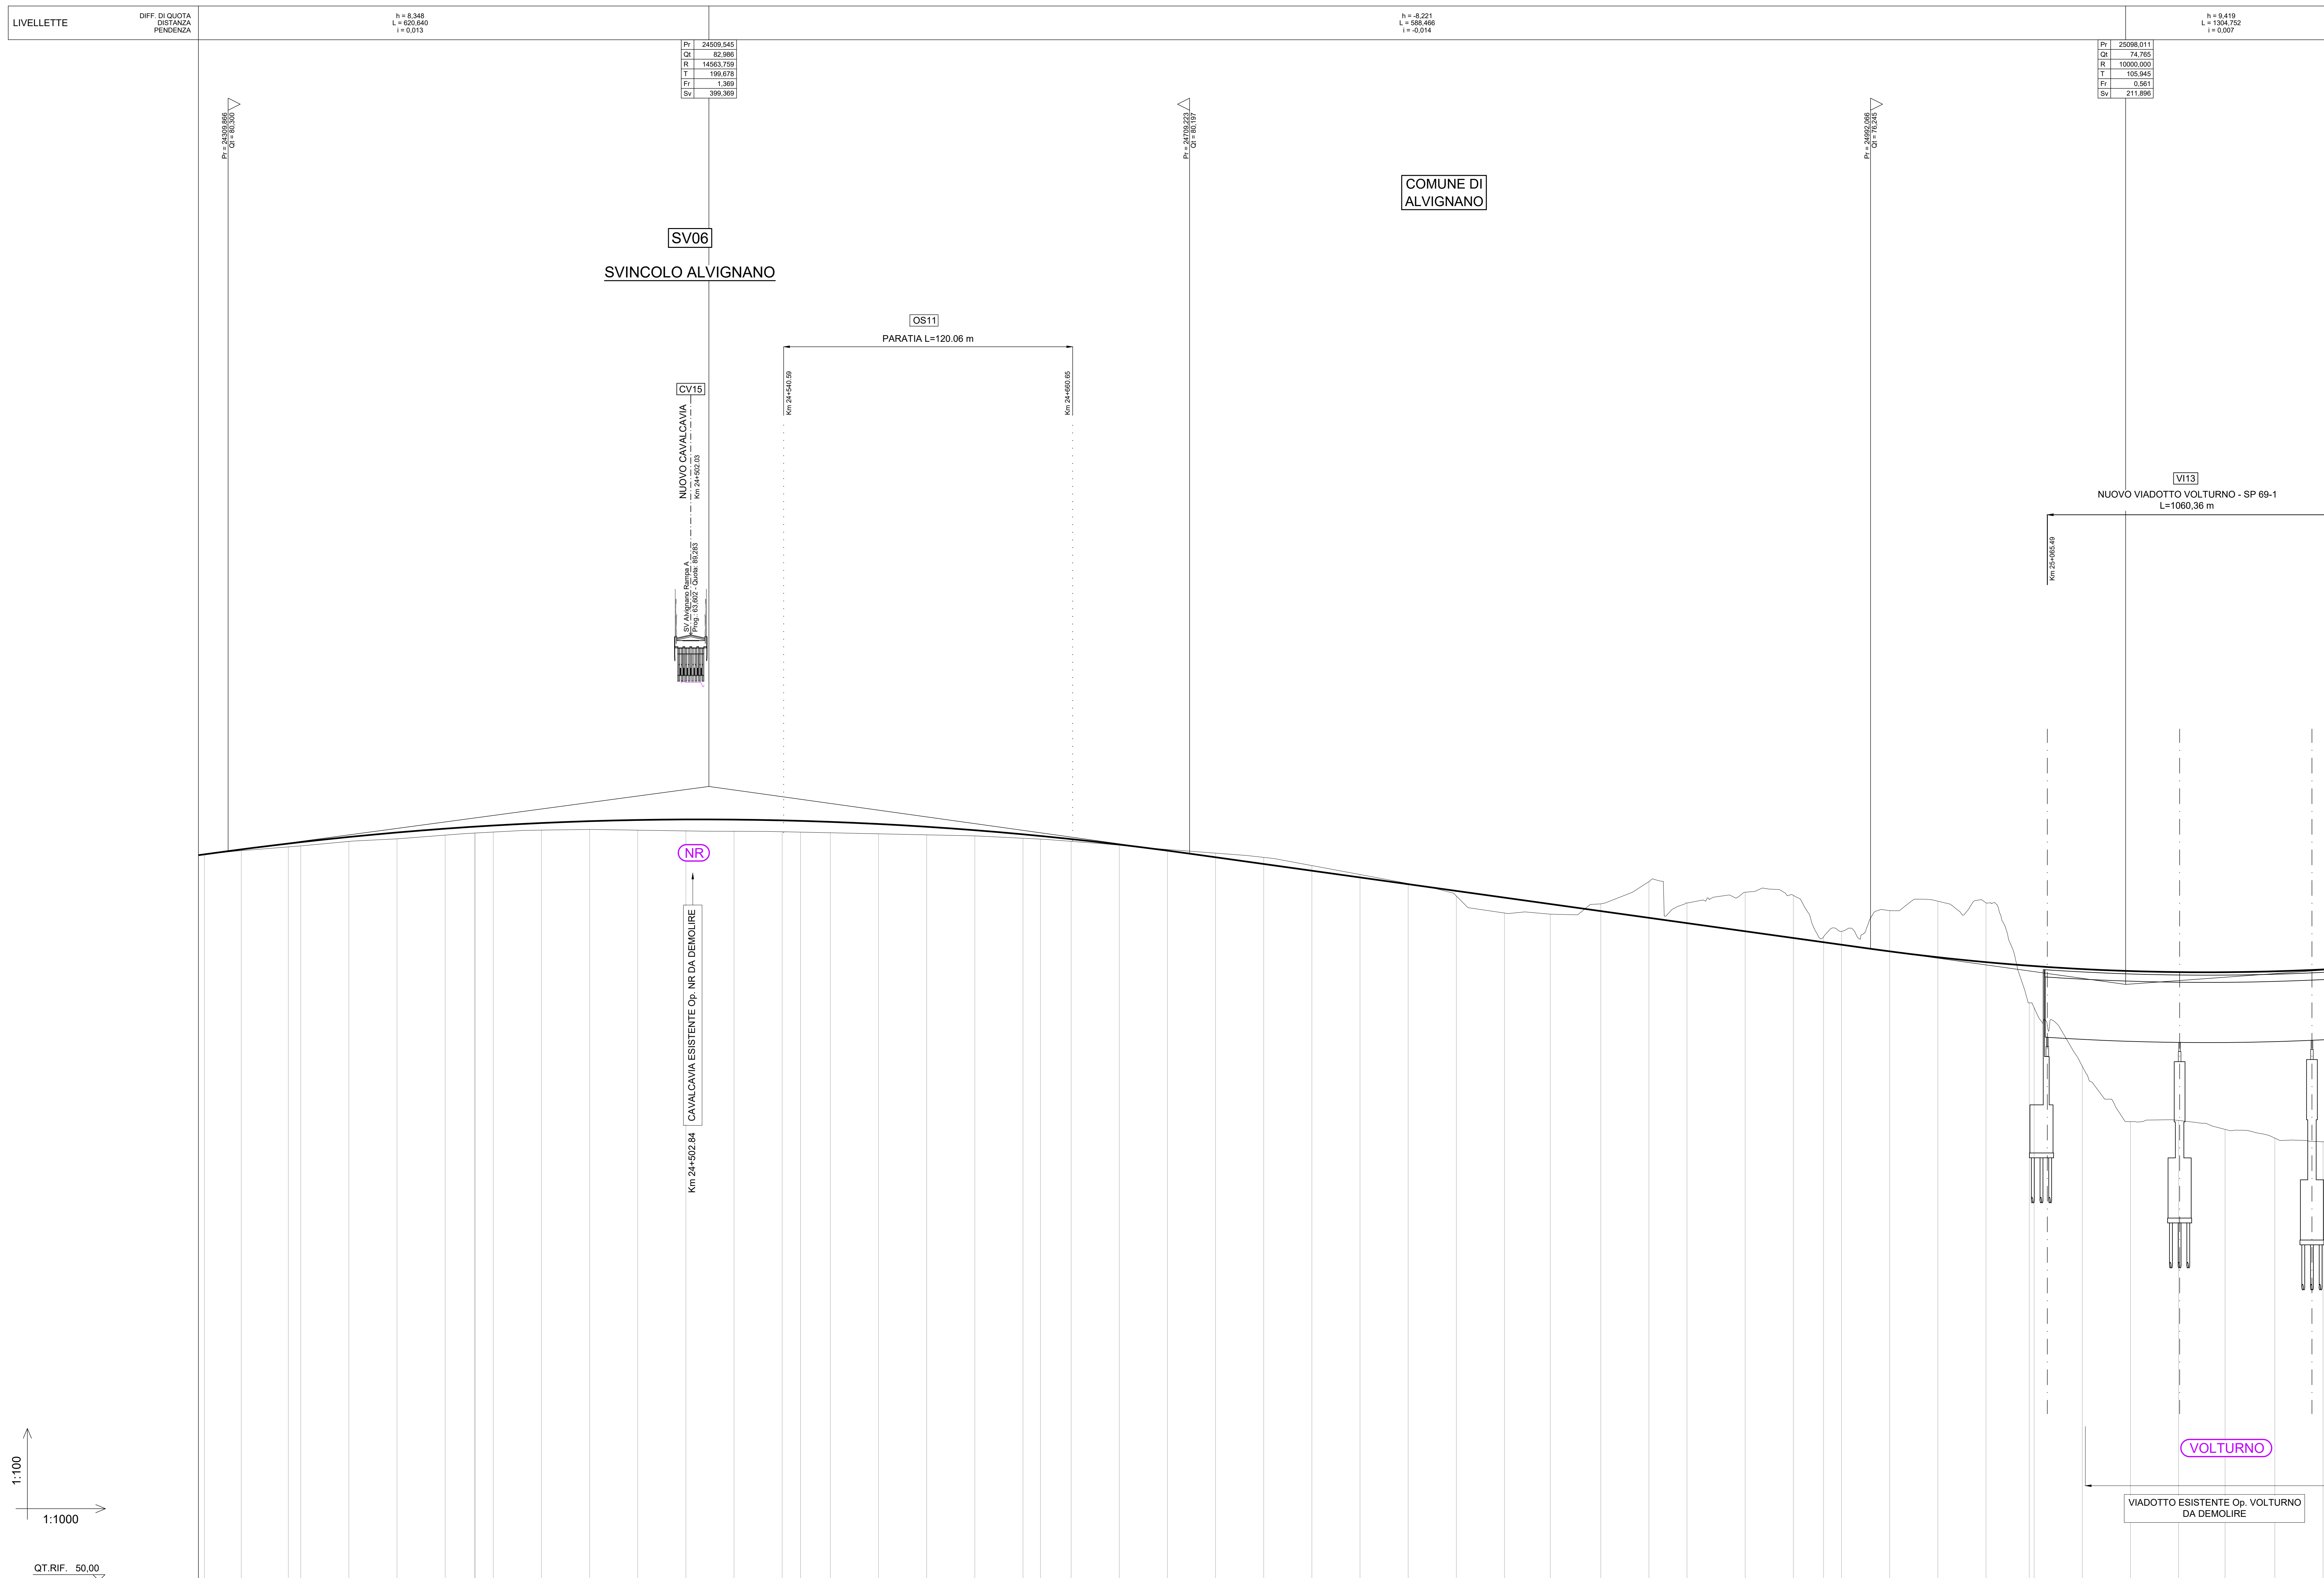 LIVELLETTE
DIFF. DI QUOTA
DISTANZA
PENDENZA
h = 8,348
L = 620,640
i = 0,013
h = -8,221
L = 588,466
i = -0,014
h = 9,419
L = 1304,752
i = 0,007
Pr 24509,545
Qt 82,986
R 14563,759
T 199,678
Fr 1,369
Sv 399,369
Pr 25098,011
Qt 74,765
R 10000,000
T 105,945
Fr 0,561
Sv 211,896
Pr = 24309,866
Qt = 80,300
Pr = 24709,223
Qt = 80,197
Pr = 24992,066
Qt = 76,245
COMUNE DI
ALVIGNANO
SV06
SVINCOLO ALVIGNANO
OS11
PARATIA L=120.06 m
Km 24+540.59
Km 24+660.65
CV15
NUOVO CAVALCAVIA
Km 24+502.03
SV Alvignano Rampa A
Prog.: 63,602 - Quota: 89,283
VI13
NUOVO VIADOTTO VOLTURNO - SP 69-1
L=1060,36 m
Km 25+065.49
NR
CAVALCAVIA ESISTENTE Op. NR DA DEMOLIRE
Km 24+502.84
VOLTURNO
VIADOTTO ESISTENTE Op. VOLTURNO
DA DEMOLIRE
1:100
1:1000
QT.RIF. 50,00